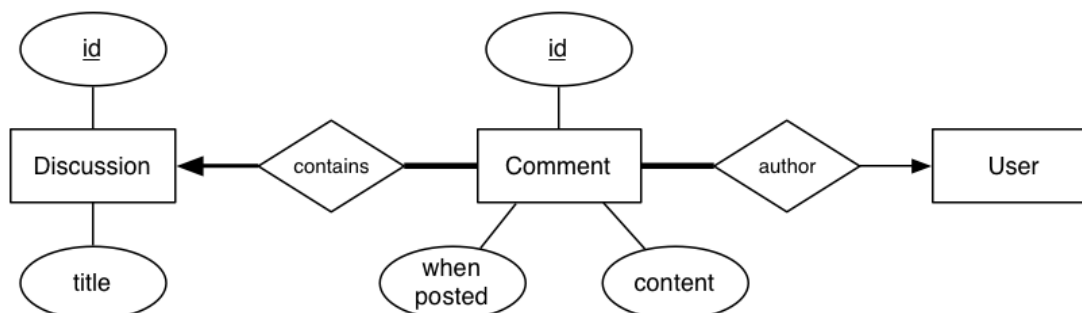 id
id
Discussion
contains
Comment
author
User
title
when
posted
content